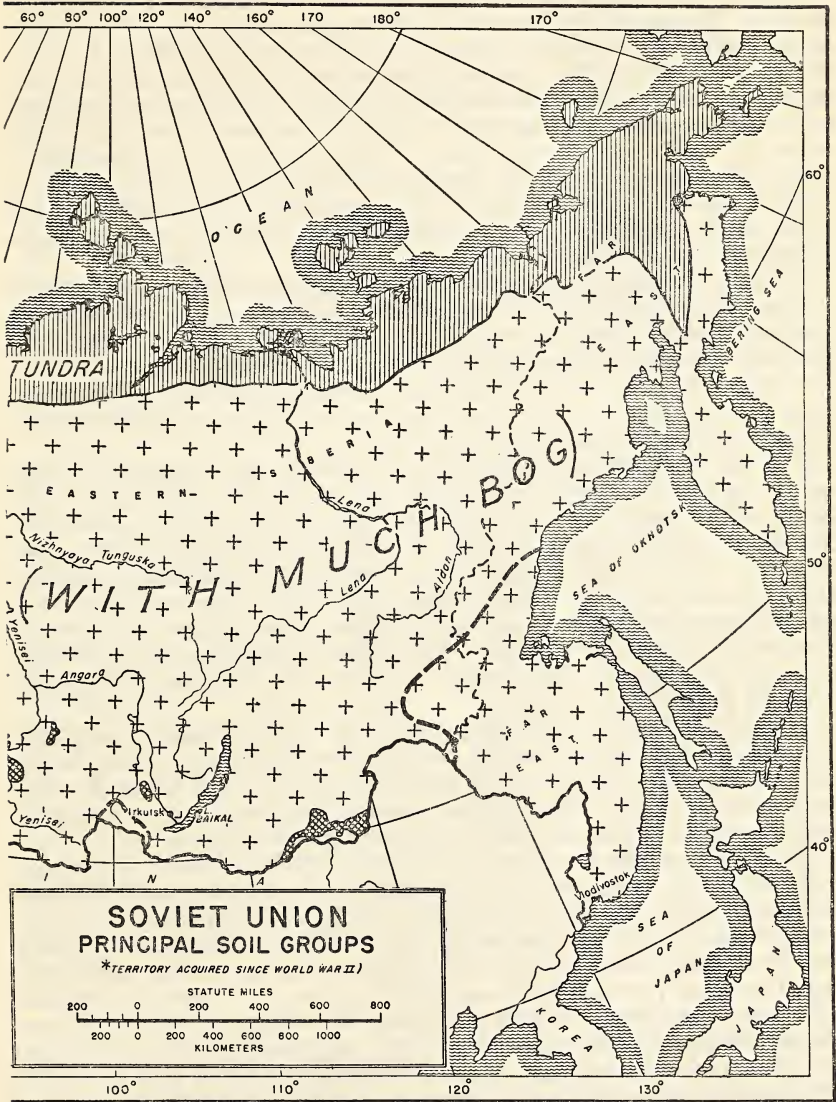 60° 80° 100° 120° 140° 160° 170 180° 170°
60°
OCEAN
FAR
EAST
BERING SEA
TUNDRA
SIBERIA
BOG)
EASTERN-
Lena
MUCH
Nizhnyaya Tunguska
SEA OF OKHOTSK
50°
(WITH
Lena
Aldan
Yenisei
Angara
FAR
EAST
Irkutsk
L. BAIKAL
Yenisei
40°
I N A
Vladivostok
SOVIET UNION
PRINCIPAL SOIL GROUPS
*TERRITORY ACQUIRED SINCE WORLD WAR II)
STATUTE MILES
200 0 200 400 600 800
200 0 200 400 600 800 1000
KILOMETERS
SEA
OF
JAPAN
KOREA
JAPAN
100° 110° 120° 130°